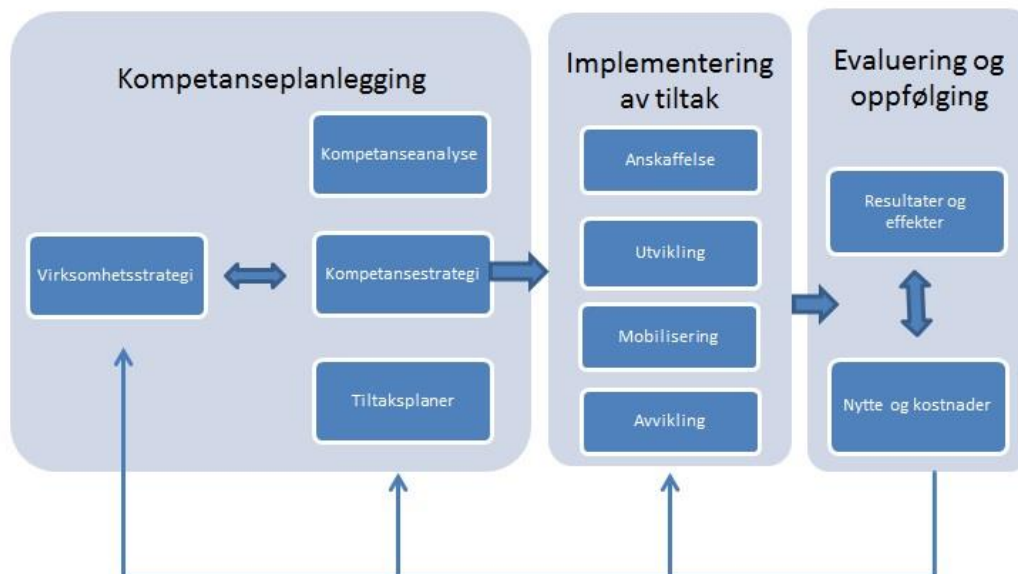 Kompetanseplanlegging
Kompetanseanalyse
Virksomhetsstrategi
Kompetansestrategi
Tiltaksplaner
Implementering
av tiltak
Anskaffelse
Utvikling
Mobilisering
Avvikling
Evaluering og
oppfølging
Resultater og
effekter
Nytte og kostnader